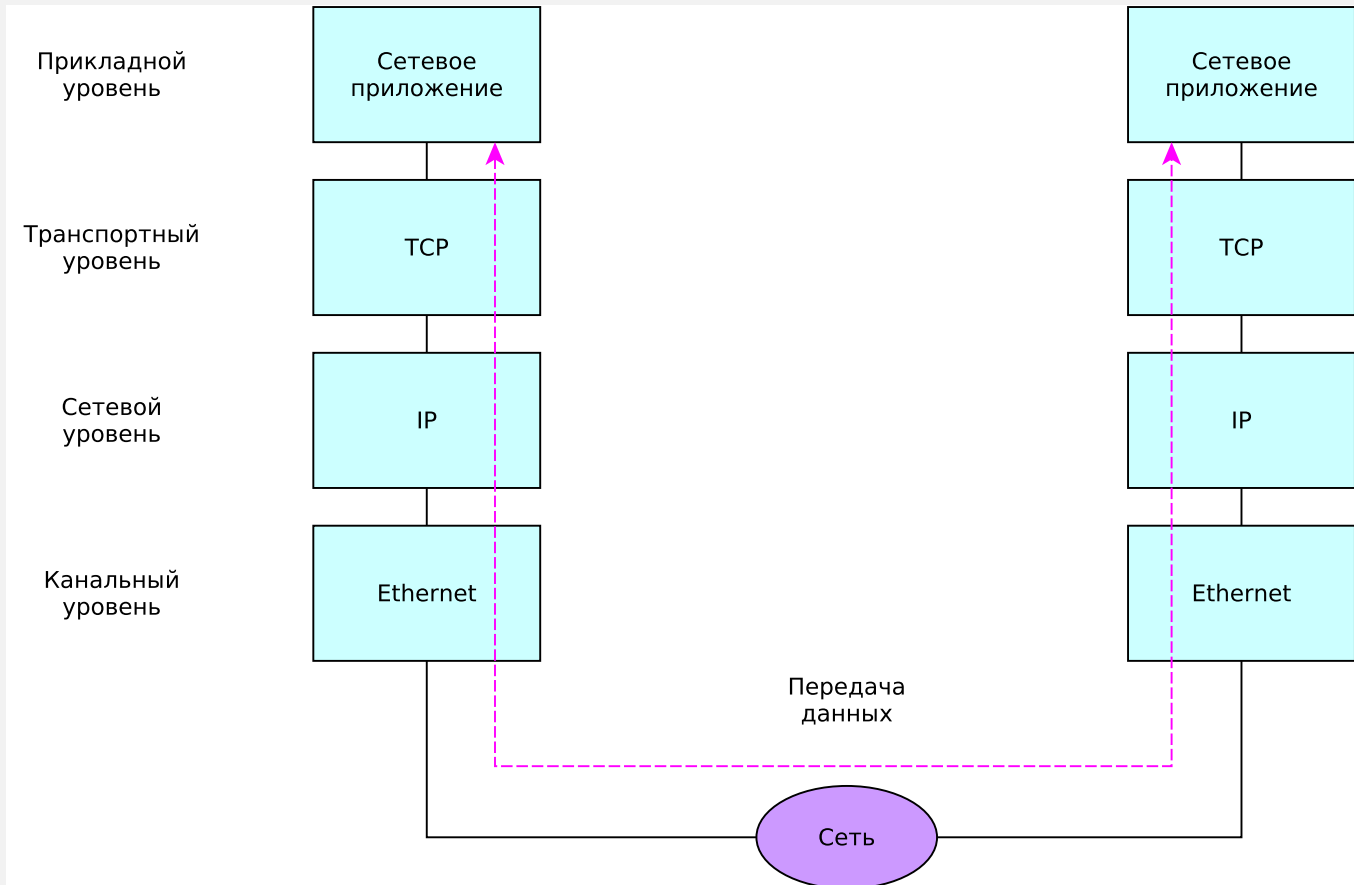 Прикладной
уровень
Сетевое
приложение
Сетевое
приложение
Транспортный
уровень
TCP
TCP
Сетевой
уровень
IP
IP
Канальный
уровень
Ethernet
Ethernet
Передача
данных
Сеть